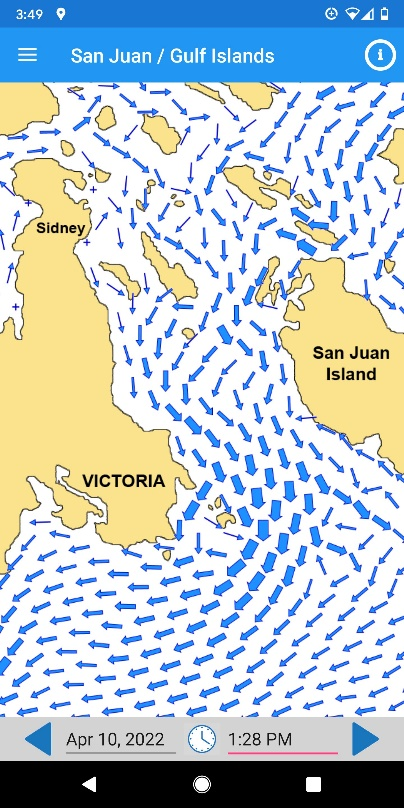 3:49
San Juan / Gulf Islands
Sidney
San Juan
Island
VICTORIA
Apr 10, 2022
1:28 PM